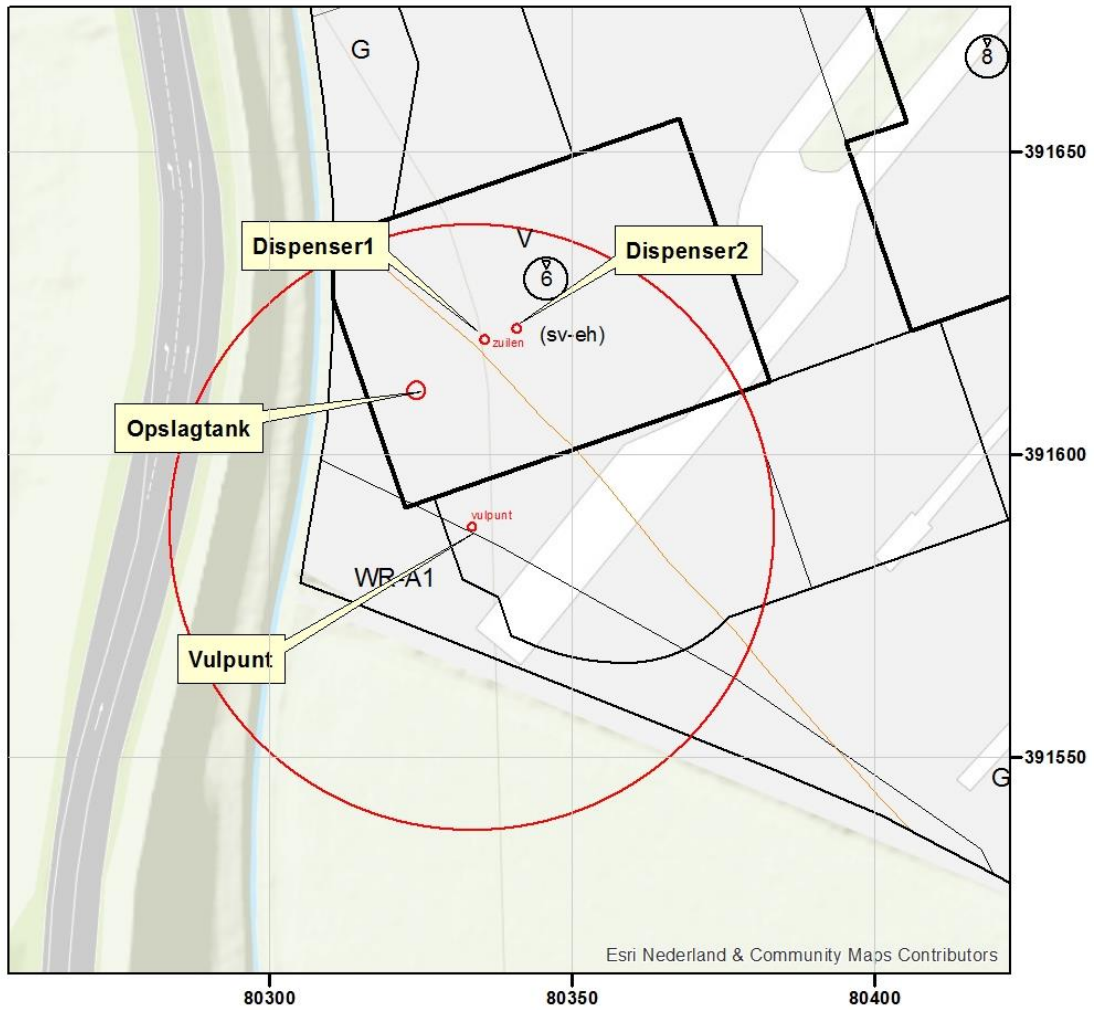 G
8
391650
Dispenser1
V
Dispenser2
6
zuilen
(sv-eh)
Opslagtank
391600
vulpunt
WR-A1
Vulpunt
391550
G
Esri Nederland & Community Maps Contributors
80300
80350
80400